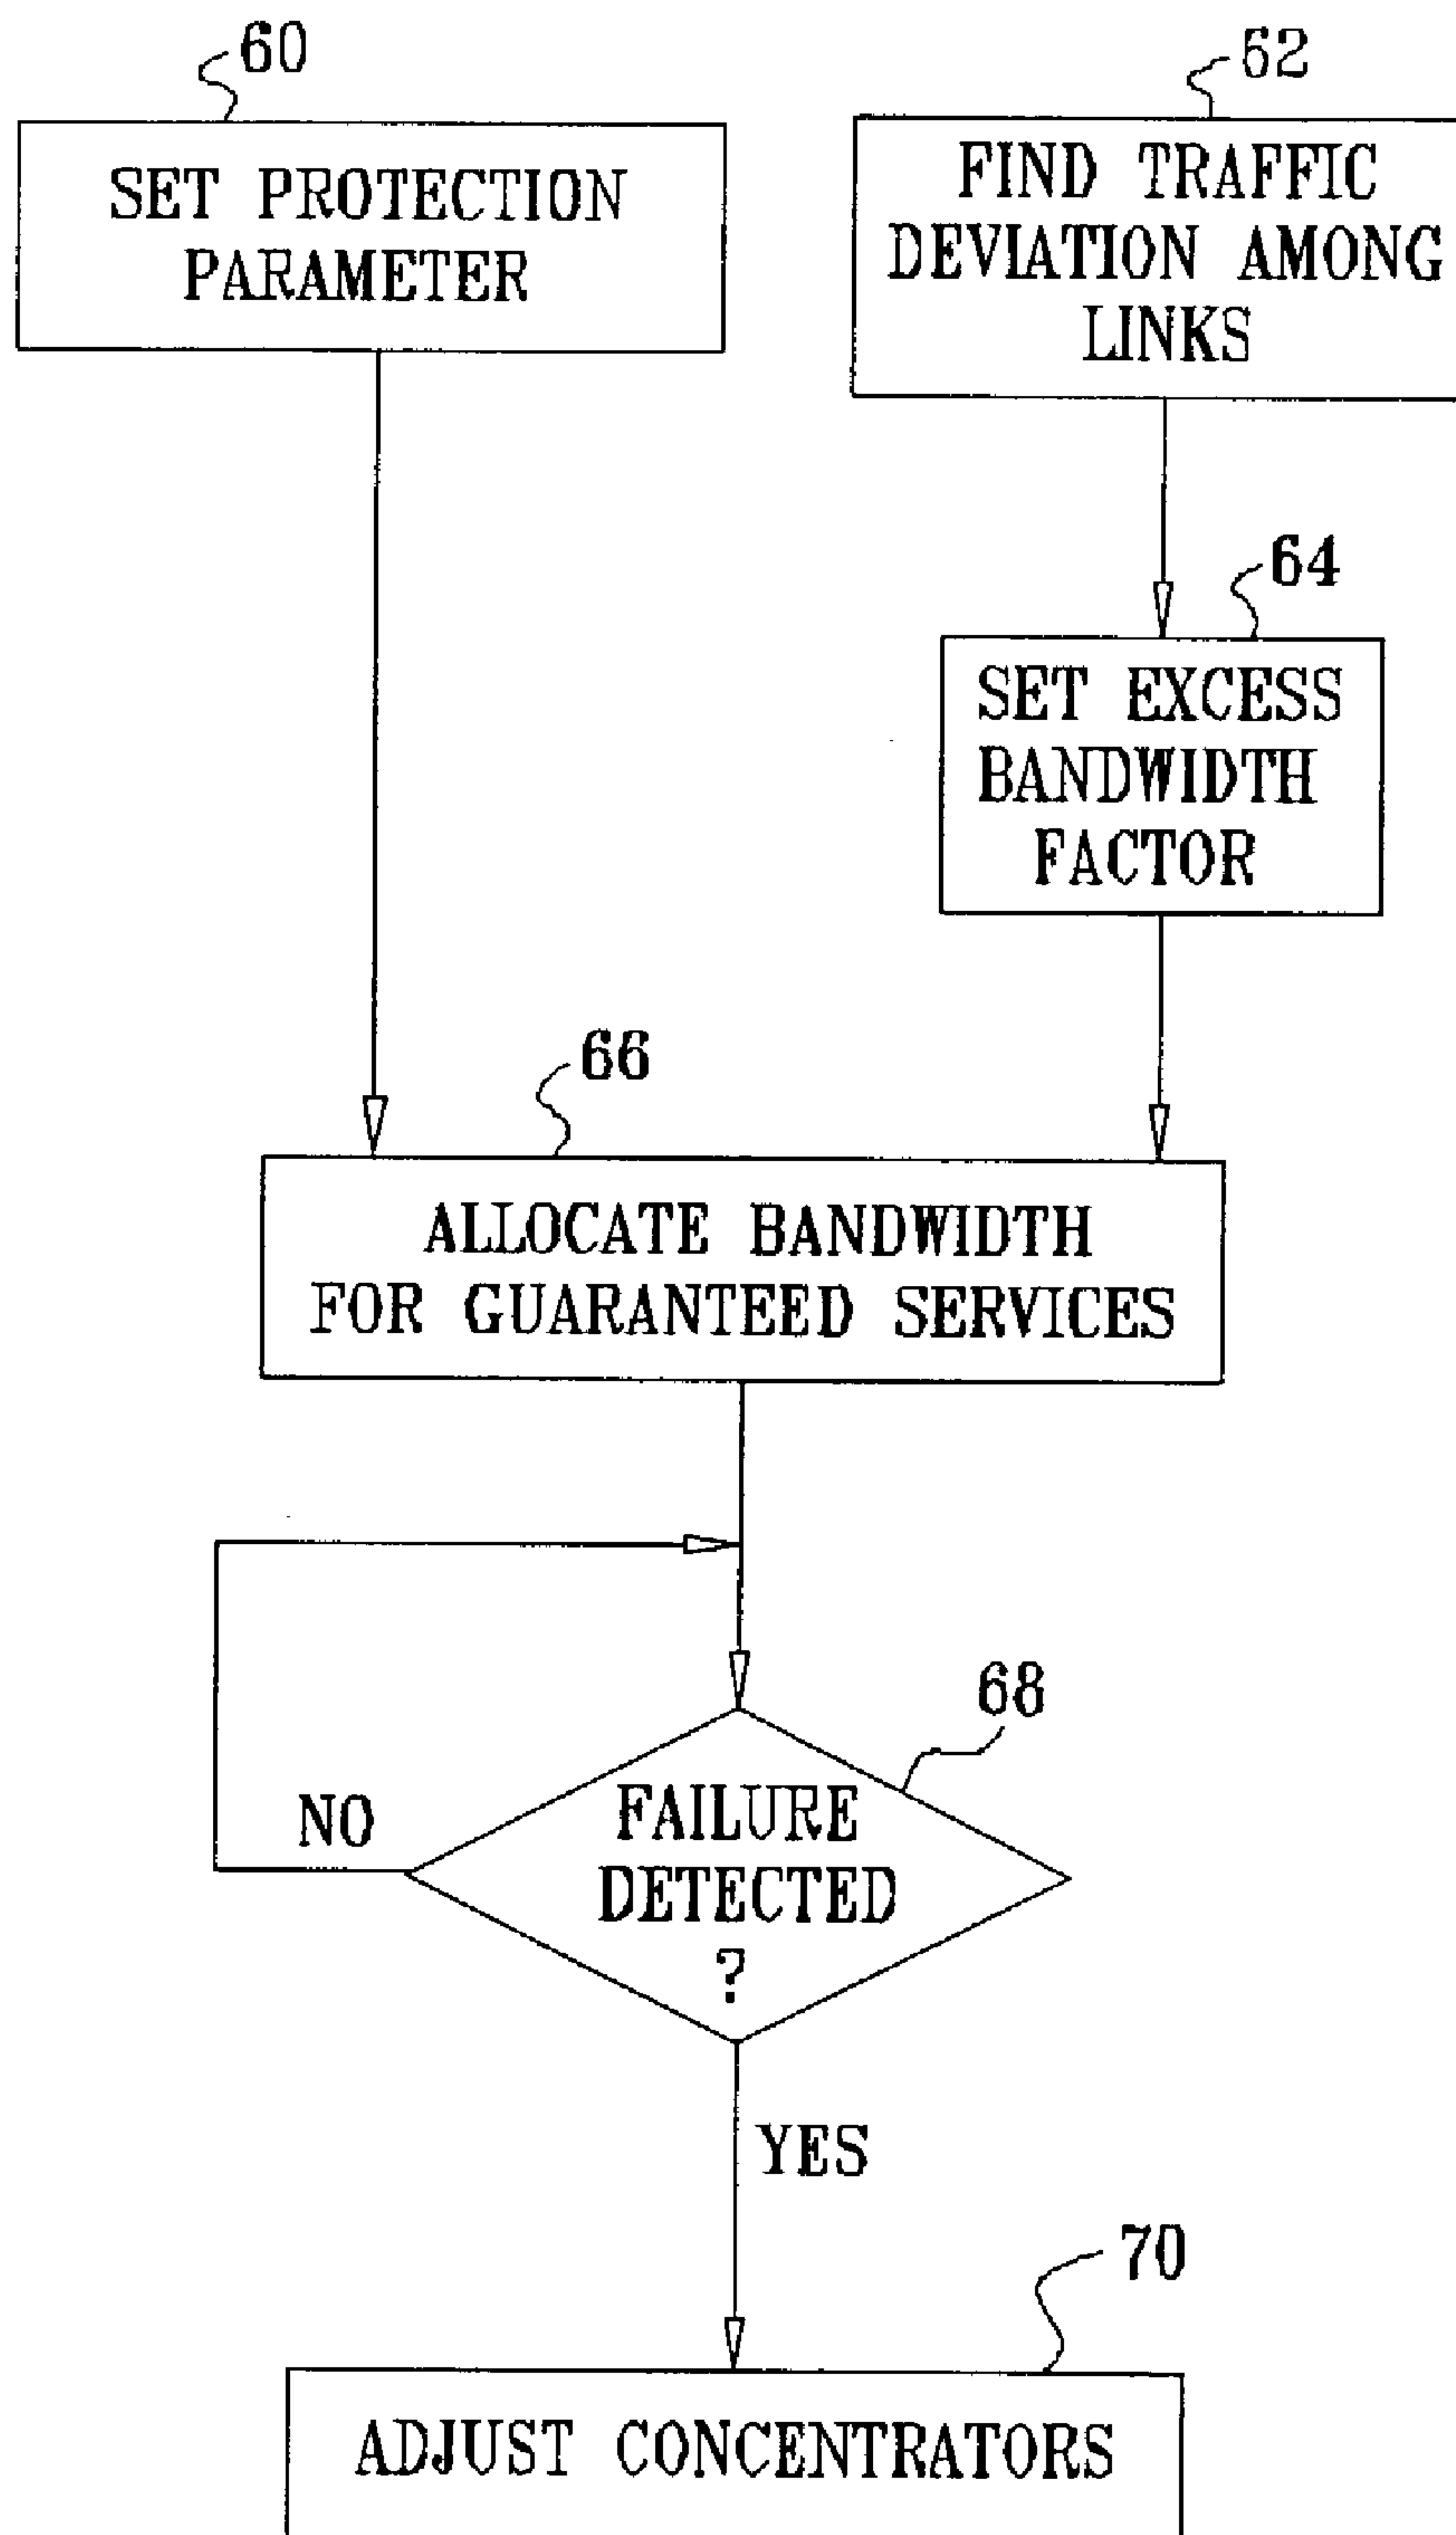 60
SET PROTECTION
PARAMETER
62
FIND TRAFFIC
DEVIATION AMONG
LINKS
64
SET EXCESS
BANDWIDTH
FACTOR
66
ALLOCATE BANDWIDTH
FOR GUARANTEED SERVICES
68
FAILURE
DETECTED
?
NO
YES
70
ADJUST CONCENTRATORS